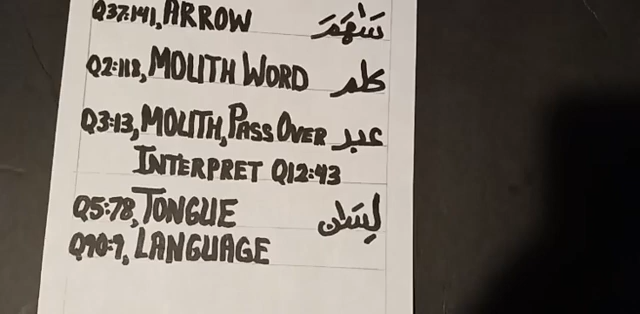 Q37:141, ARROW سَٰهَمَ
Q2:118, MOUTH WORD كلم
Q3:13, MOUTH, PASS OVER عبر
INTERPRET Q12:43
Q5:78, TONGUE لِسَان
Q90:9, LANGUAGE